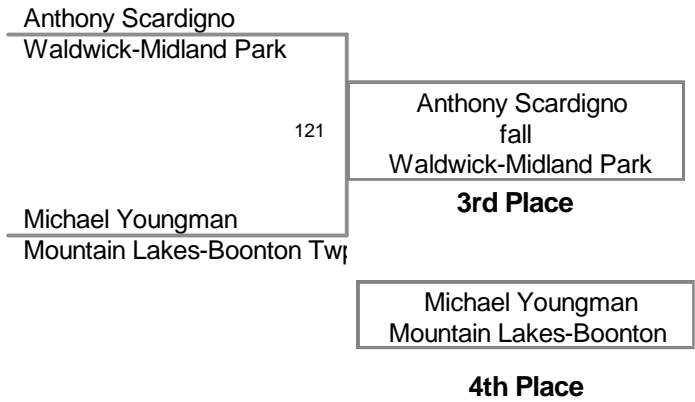 Anthony Scardigno
Waldwick-Midland Park
121
Anthony Scardigno
fall
Waldwick-Midland Park
3rd Place
Michael Youngman
Mountain Lakes-Boonton Twp
Michael Youngman
Mountain Lakes-Boonton
4th Place